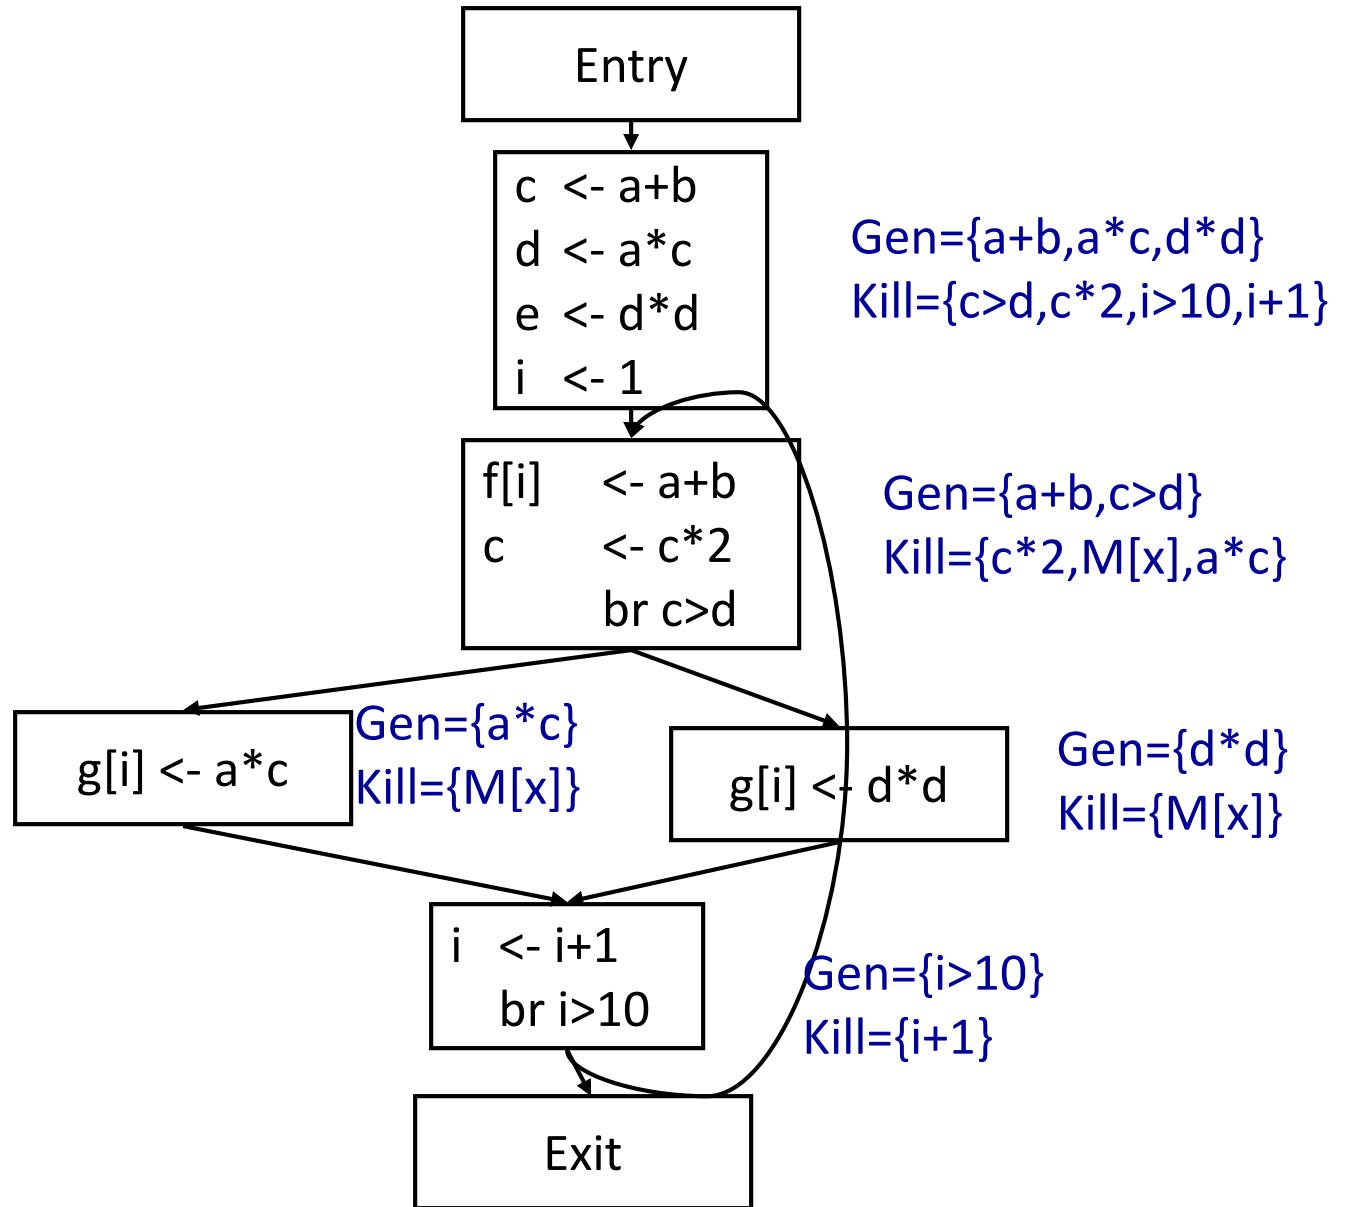 Entry
c <- a+b
d <- a*c
e <- d*d
i <- 1
Gen={a+b,a*c,d*d}
Kill={c>d,c*2,i>10,i+1}
f[i] <- a+b
c <- c*2
br c>d
Gen={a+b,c>d}
Kill={c*2,M[x],a*c}
g[i] <- a*c
Gen={a*c}
Kill={M[x]}
g[i] <- d*d
Gen={d*d}
Kill={M[x]}
i <- i+1
br i>10
Gen={i>10}
Kill={i+1}
Exit